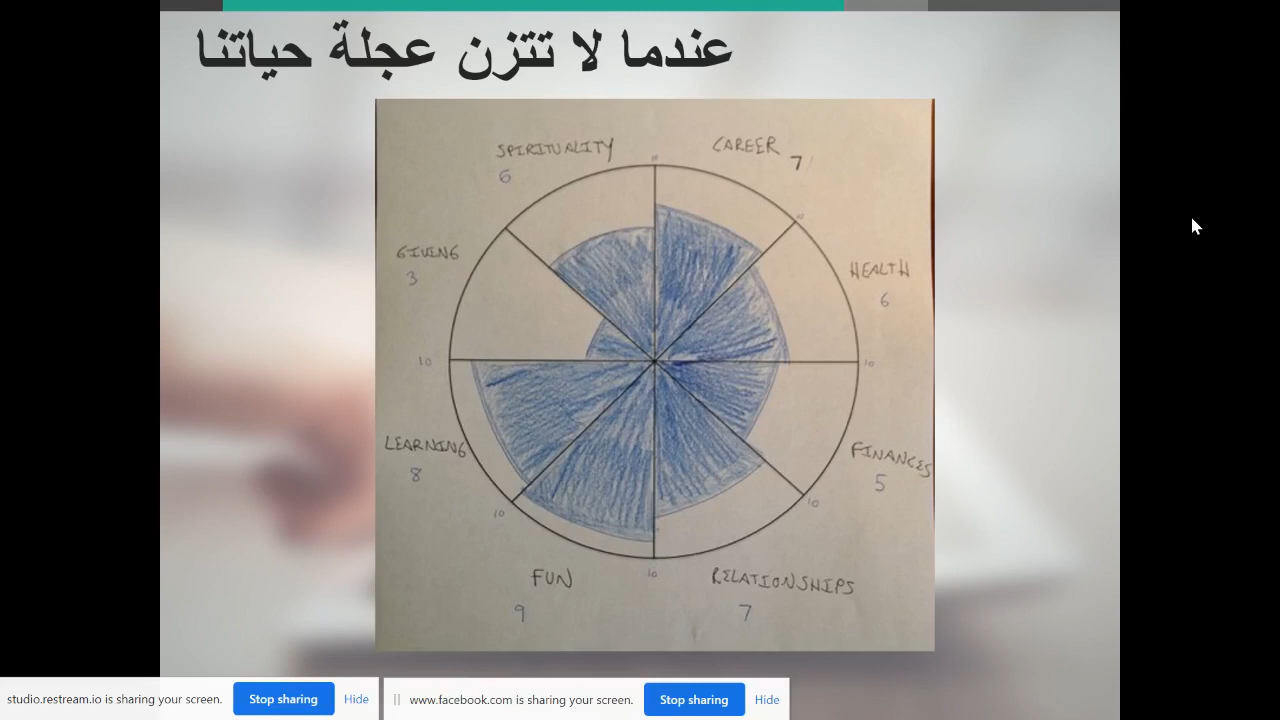 عندما لا تتزن عجلة حياتنا
SPIRITUALITY
6
CAREER
7
10
10
GIVING
3
HEALTH
6
10
10
LEARNING
8
FINANCES
5
10
10
FUN
9
10
RELATIONSHIPS
7
studio.restream.io is sharing your screen. Stop sharing Hide
www.facebook.com is sharing your screen. Stop sharing Hide